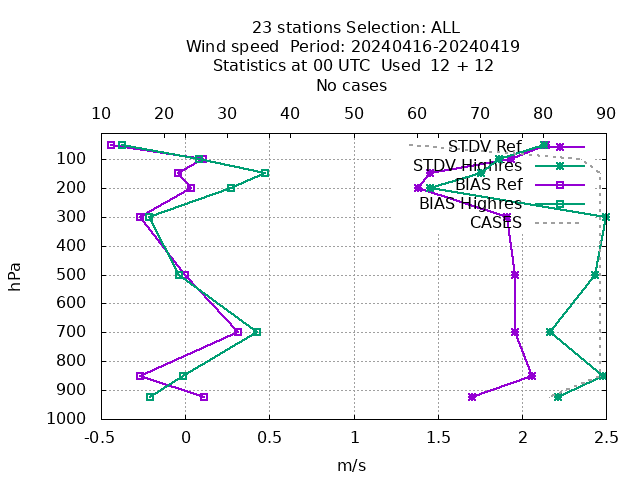 23 stations Selection: ALL
Wind speed  Period: 20240416-20240419
Statistics at 00 UTC  Used  12 + 12
No cases
10 20 30 40 50 60 70 80 90
STDV Ref
STDV Highres
BIAS Ref
BIAS Highres
CASES
100
200
300
400
500
600
700
800
900
1000
hPa
-0.5 0 0.5 1 1.5 2 2.5
m/s